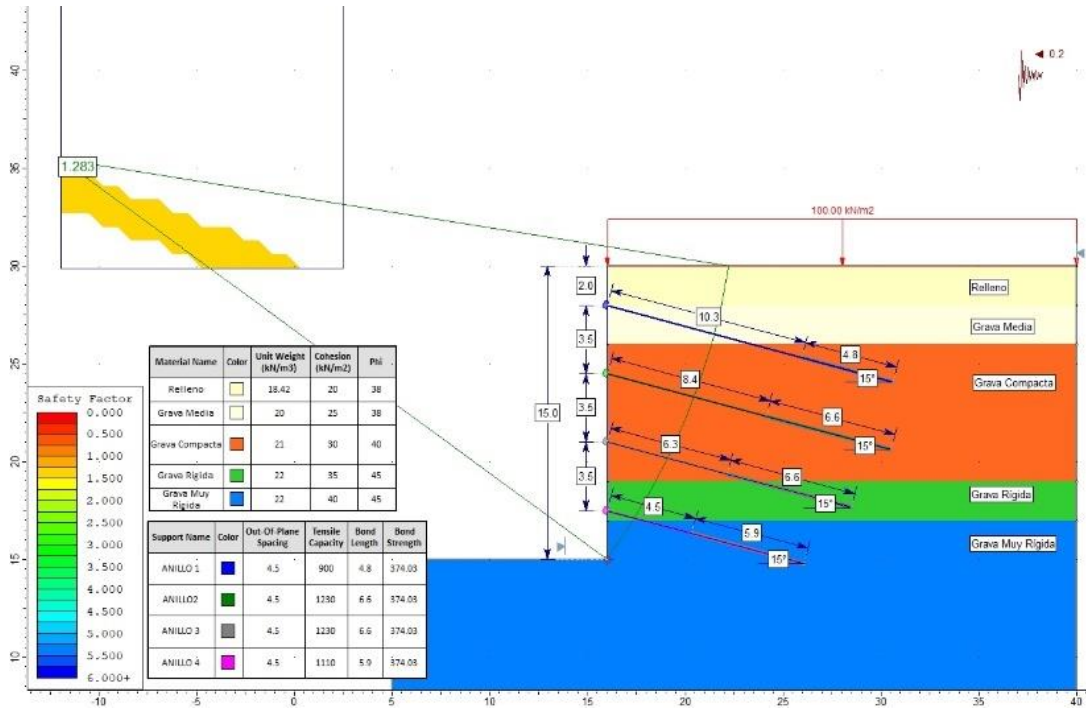 40
35
30
25
20
15
10
0.2
1.283
100.00 kN/m2
Relleno
Grava Media
Grava Compacta
Grava Rígida
Grava Muy Rígida
2.0
3.5
3.5
3.5
15.0
10.3
4.8
15°
8.4
6.6
15°
6.3
6.6
15°
4.5
5.9
15°
Material Name Color Unit Weight (kN/m3) Cohesion (kN/m2) Phi
Relleno 18.42 20 38
Grava Media 20 25 38
Grava Compacta 21 30 40
Grava Rígida 22 35 45
Grava Muy Rígida 22 40 45
Support Name Color Out-Of-Plane Spacing Tensile Capacity Bond Length Bond Strength
ANILLO 1 4.5 900 4.8 374.03
ANILLO2 4.5 1230 6.6 374.03
ANILLO 3 4.5 1230 6.6 374.03
ANILLO 4 4.5 1110 5.9 374.03
Safety Factor
0.000
0.500
1.000
1.500
2.000
2.500
3.000
3.500
4.000
4.500
5.000
5.500
6.000+
-10 -5 0 5 10 15 20 25 30 35 40